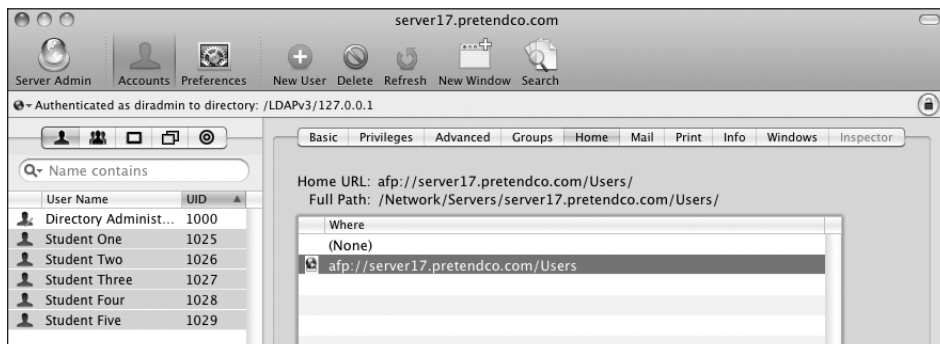 server17.pretendco.com
Server Admin Accounts Preferences New User Delete Refresh New Window Search
Authenticated as diradmin to directory: /LDAPv3/127.0.0.1
Basic Privileges Advanced Groups Home Mail Print Info Windows Inspector
Name contains
User Name UID
Directory Administ... 1000
Student One 1025
Student Two 1026
Student Three 1027
Student Four 1028
Student Five 1029
Home URL: afp://server17.pretendco.com/Users/
Full Path: /Network/Servers/server17.pretendco.com/Users/
Where
(None)
afp://server17.pretendco.com/Users